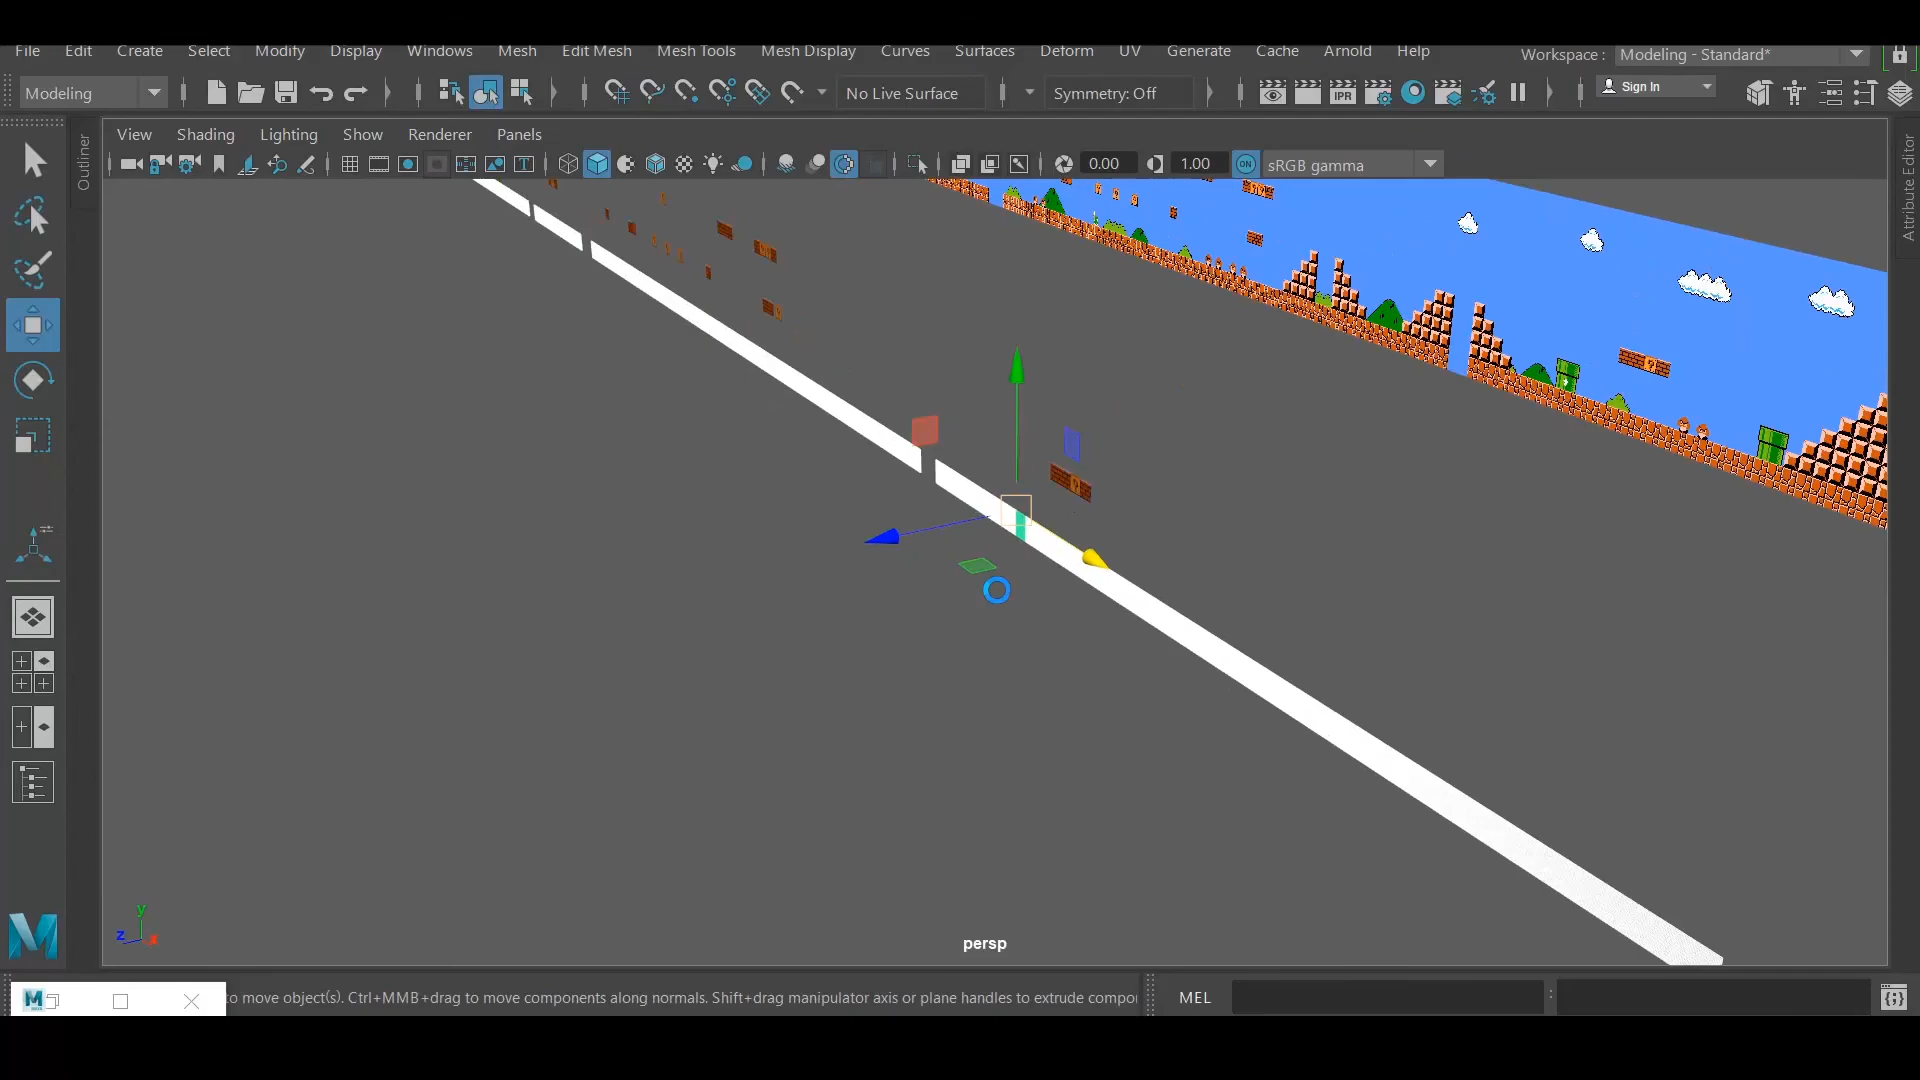 File Edit Create Select Modify Display Windows Mesh Edit Mesh Mesh Tools Mesh Display Curves Surfaces Deform UV Generate Cache Arnold Help Workspace : Modeling - Standard*
Modeling No Live Surface Symmetry: Off IPR Sign In
View Shading Lighting Show Renderer Panels
0.00 1.00 ON sRGB gamma
Outliner
Attribute Editor
y
z x
persp
to move object(s). Ctrl+MMB+drag to move components along normals. Shift+drag manipulator axis or plane handles to extrude compo MEL :